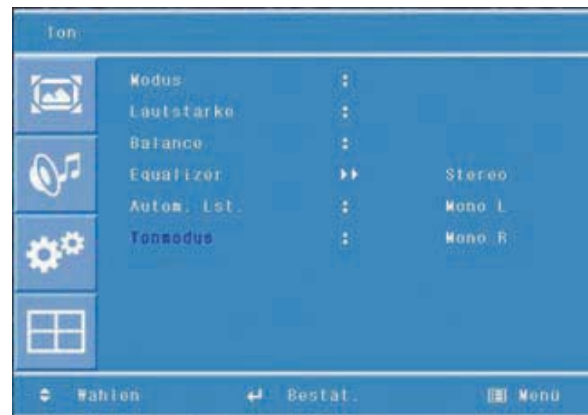 Ton
Modus :
Lautstarke :
Balance :
Equalizer Stereo
Autom. Lst. : Mono L
Tonmodus : Mono R
Wahlen Bestat. Menü